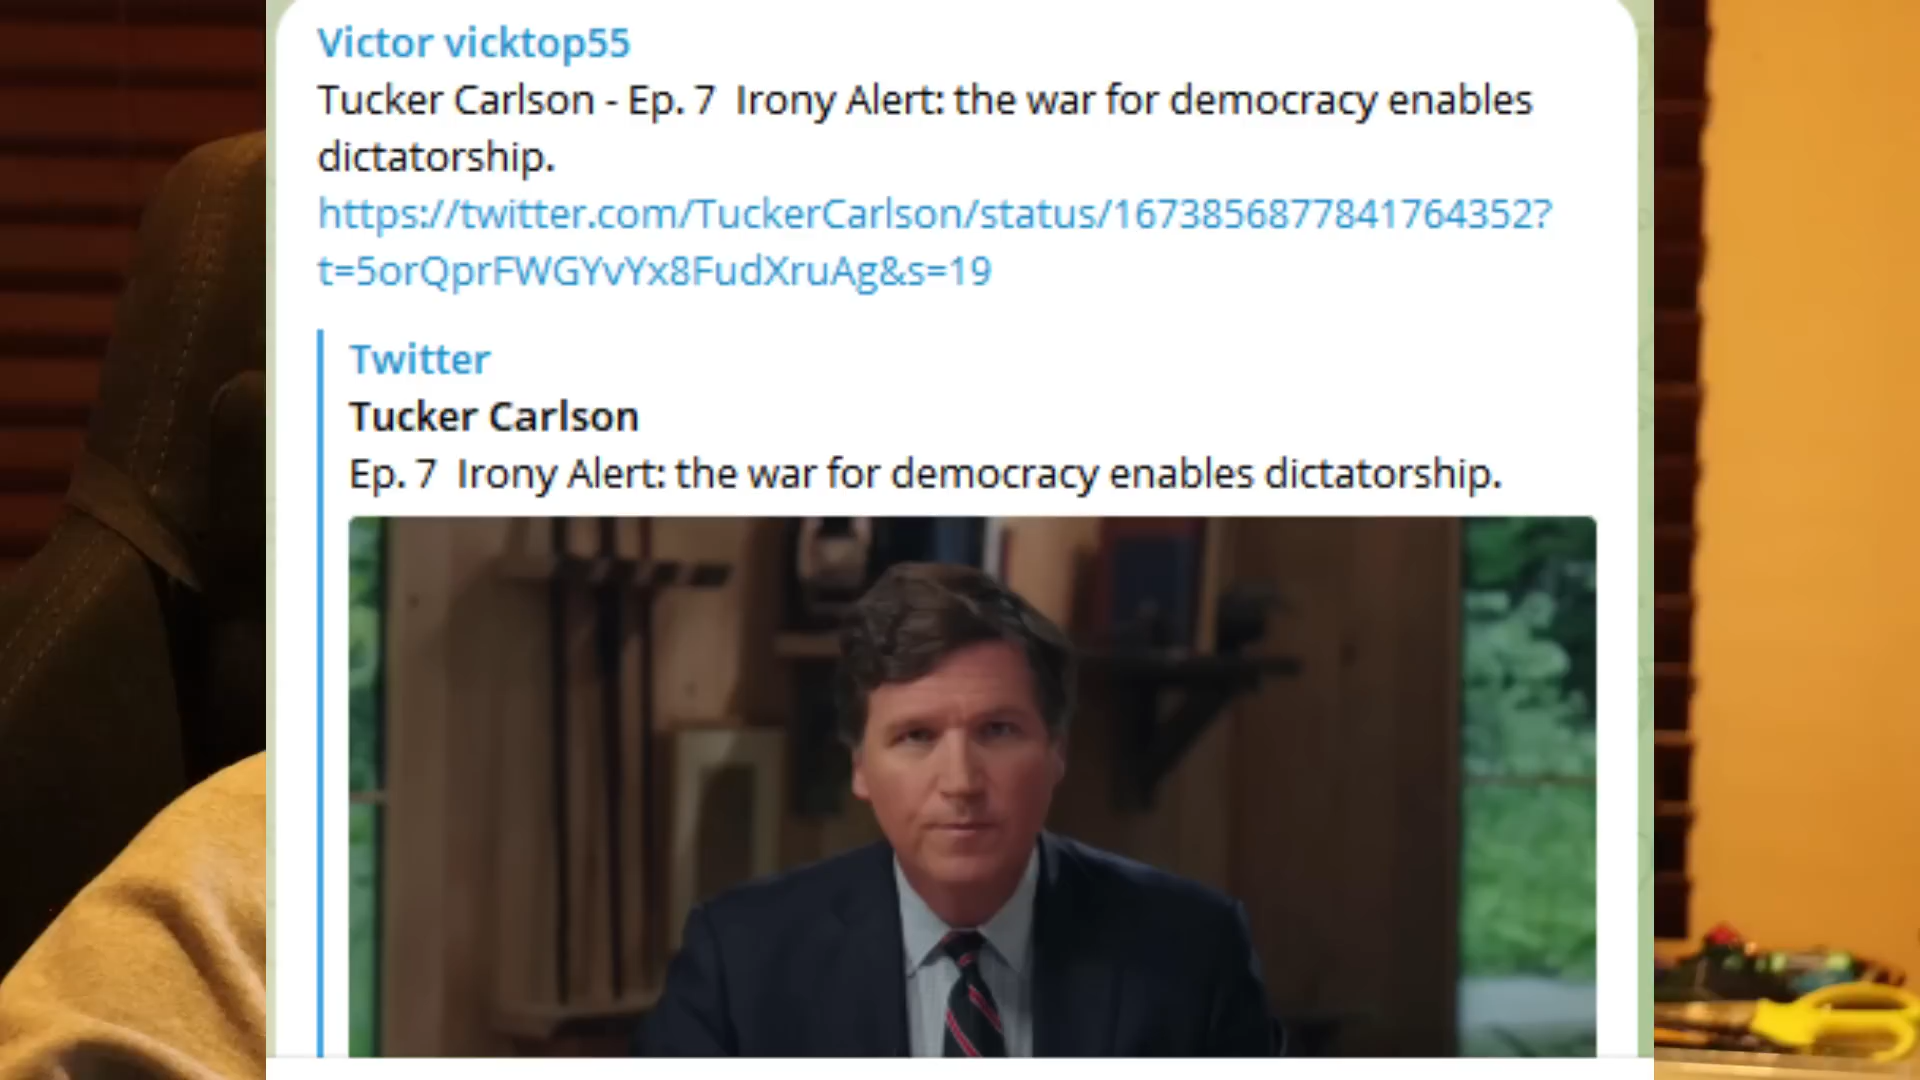 Victor vicktop55
Tucker Carlson - Ep. 7  Irony Alert: the war for democracy enables
dictatorship.
https://twitter.com/TuckerCarlson/status/1673856877841764352?
t=5orQprFWGYvYx8FudXruAg&s=19
Twitter
Tucker Carlson
Ep. 7  Irony Alert: the war for democracy enables dictatorship.